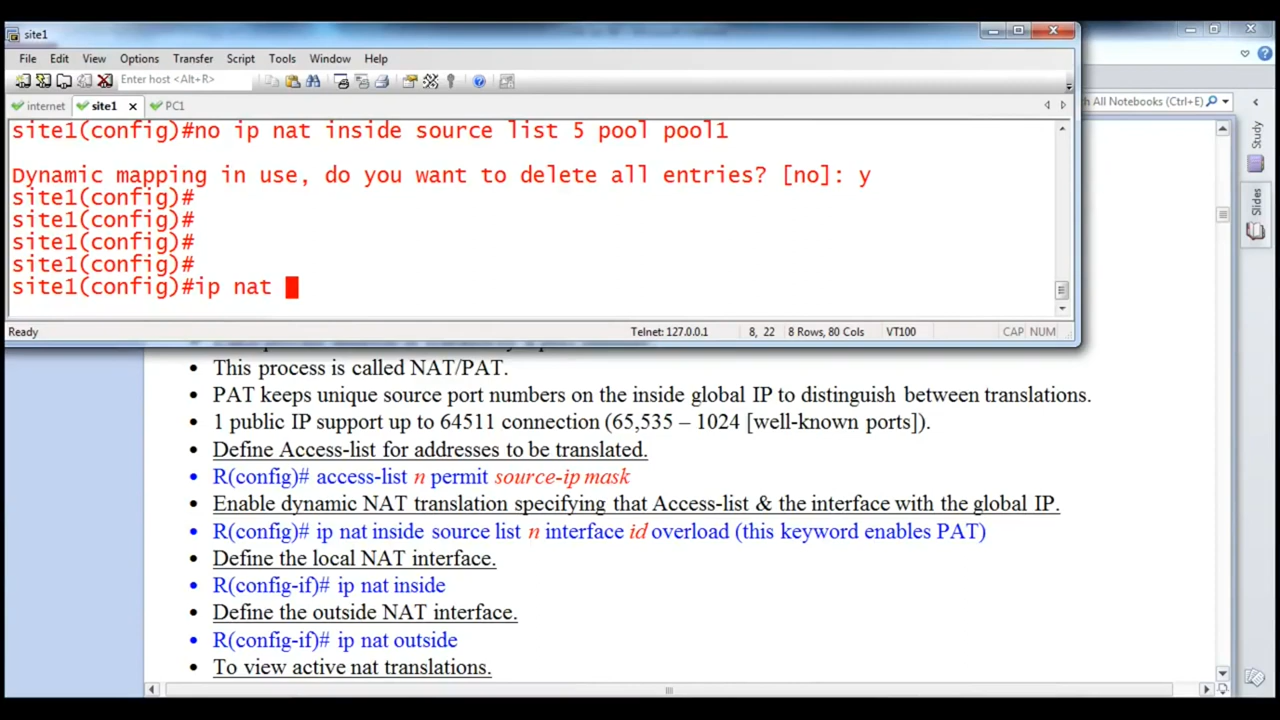 site1
File Edit View Options Transfer Script Tools Window Help
Enter host <Alt+R>
internet site1 PC1
site1(config)#no ip nat inside source list 5 pool pool1
Dynamic mapping in use, do you want to delete all entries? [no]: y
site1(config)#
site1(config)#
site1(config)#
site1(config)#
site1(config)#ip nat
Ready Telnet: 127.0.0.1 8, 22 8 Rows, 80 Cols VT100 CAP NUM
ch All Notebooks (Ctrl+E)
Study
Slides
This process is called NAT/PAT.
PAT keeps unique source port numbers on the inside global IP to distinguish between translations.
1 public IP support up to 64511 connection (65,535 – 1024 [well-known ports]).
Define Access-list for addresses to be translated.
R(config)# access-list n permit source-ip mask
Enable dynamic NAT translation specifying that Access-list & the interface with the global IP.
R(config)# ip nat inside source list n interface id overload (this keyword enables PAT)
Define the local NAT interface.
R(config-if)# ip nat inside
Define the outside NAT interface.
R(config-if)# ip nat outside
To view active nat translations.